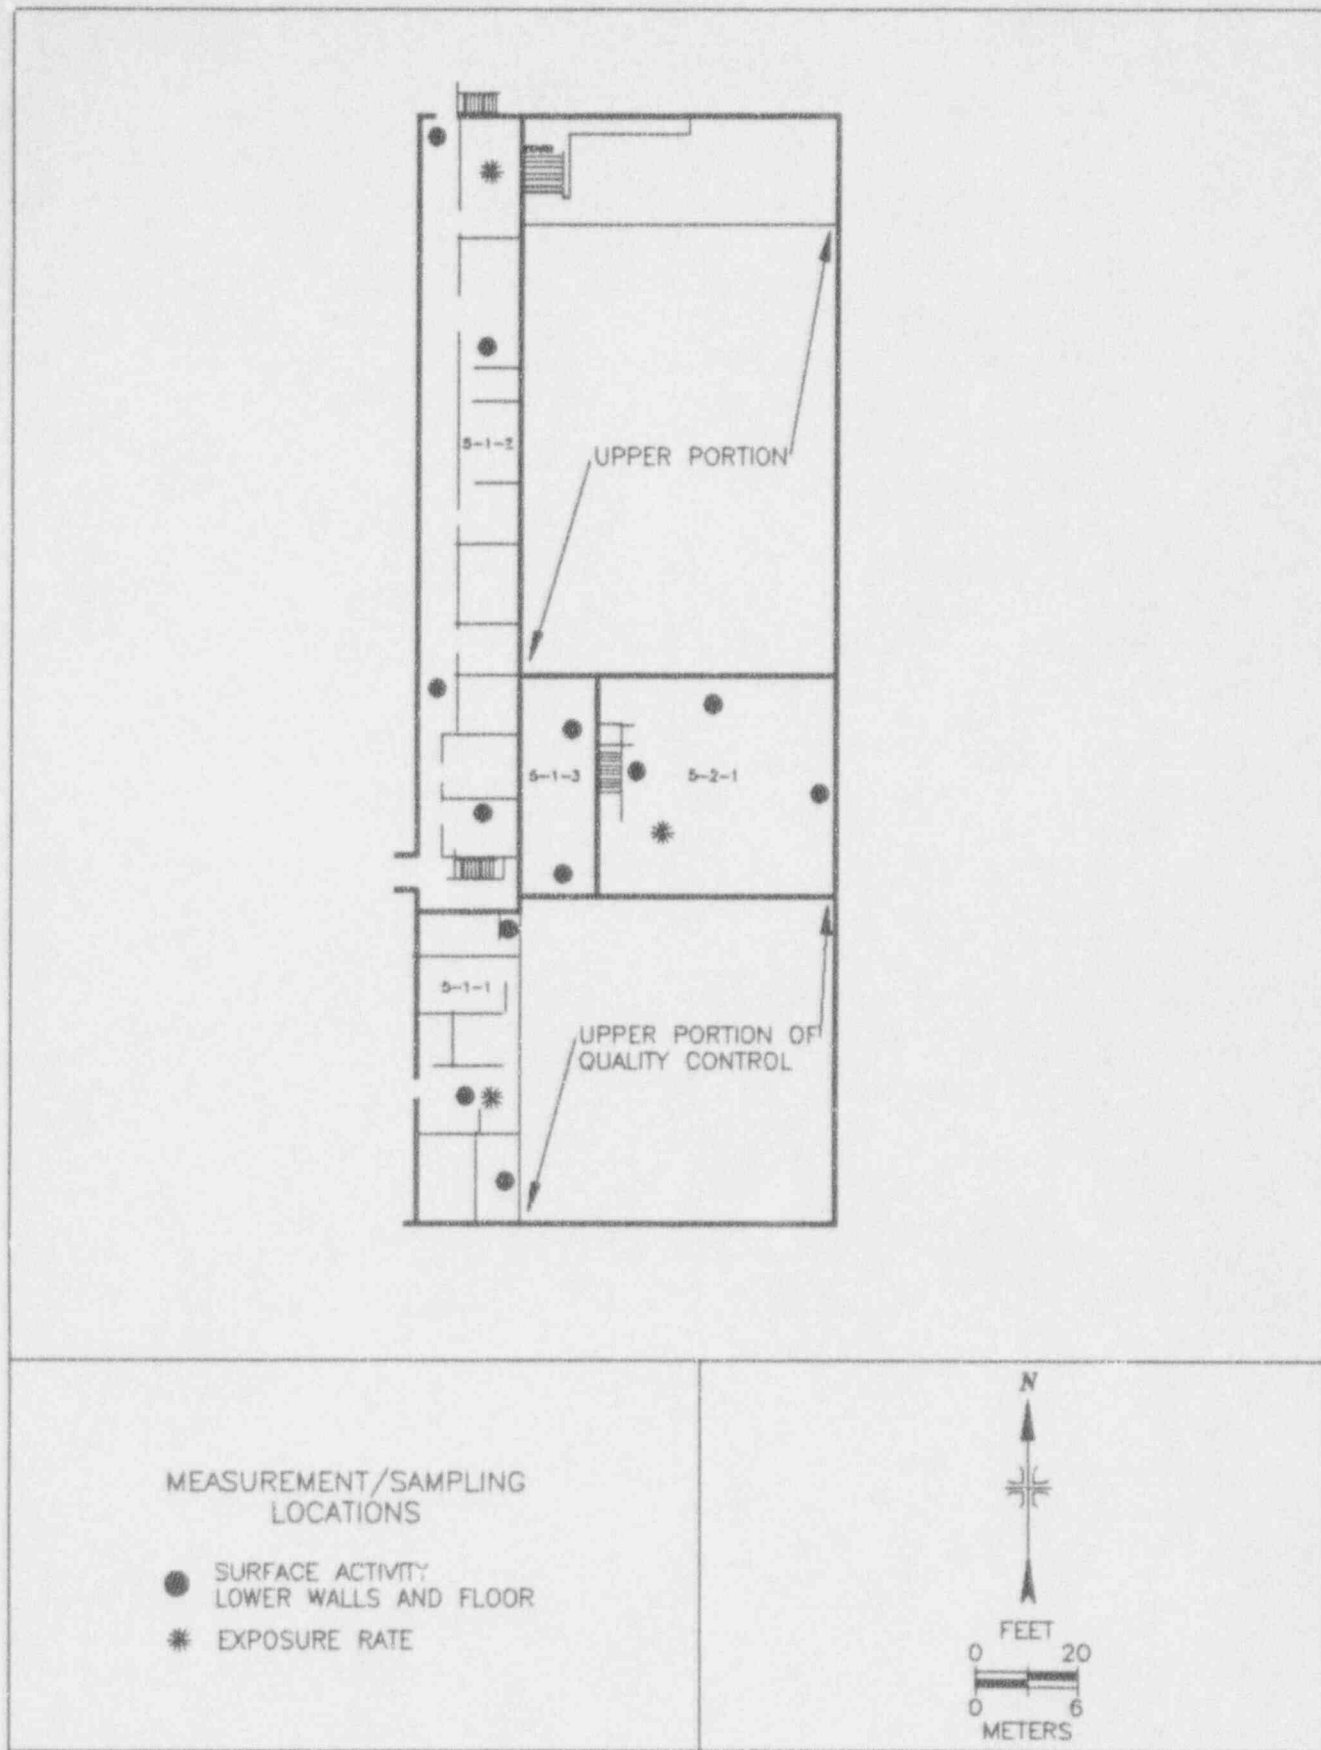 5-1-2
UPPER PORTION
5-1-3
5-2-1
5-1-1
UPPER PORTION OF
QUALITY CONTROL
MEASUREMENT/SAMPLING
LOCATIONS
SURFACE ACTIVITY
LOWER WALLS AND FLOOR
EXPOSURE RATE
N
FEET
0 20
0 6
METERS